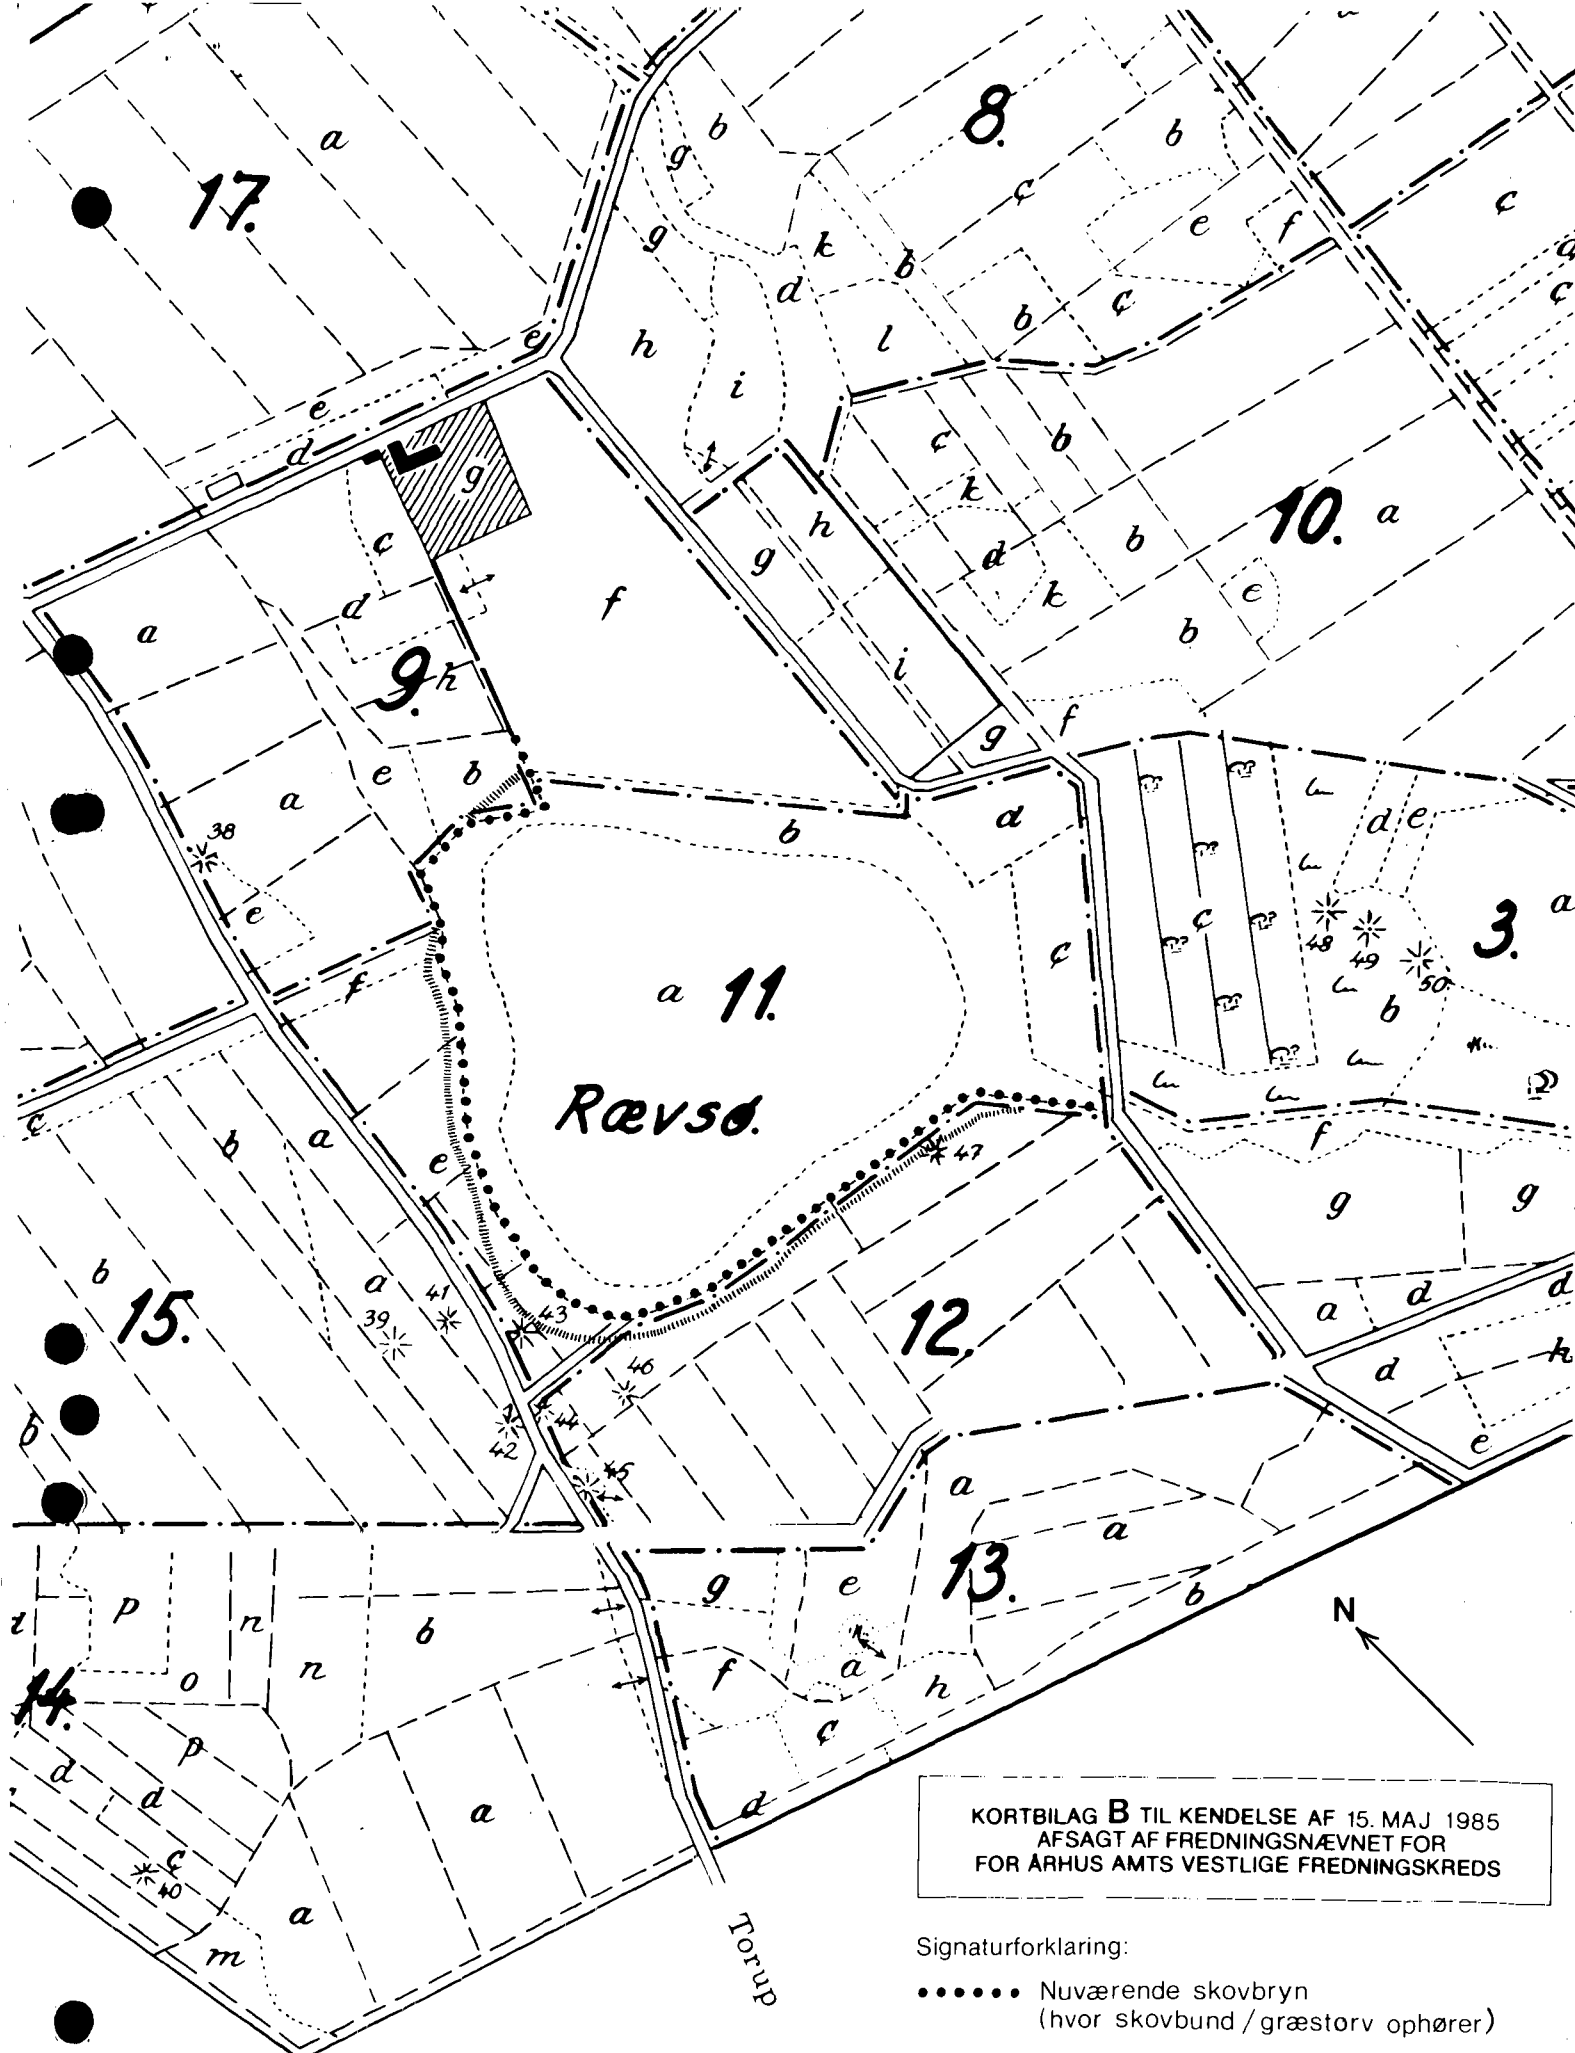 a
17.
b
g
8.
b
ç
ç
e
f
g
k
b
d
a
ç
h
l
b
ç
e
i
e
d
g
ç
b
k
10.
a
h
ç
g
d
b
a
d
f
k
e
b
9.
h
i
g
f
e
b
a
38
b
d
d
e
e
ç
3.
a
48
49
50
f
a
11.
ç
b
ç
Rævsø.
b
a
e
47
f
g
g
b
a
15.
39
41
43
12.
a
d
d
46
d
h
b
42
44
45
e
a
a
13.
g
e
b
p
n
b
N
o
n
f
a
h
14.
p
ç
d
d
a
d
ç
40
a
m
KORTBILAG B TIL KENDELSE AF 15. MAJ 1985
AFSAGT AF FREDNINGSNÆVNET FOR
FOR ÅRHUS AMTS VESTLIGE FREDNINGSKREDS
Torup
Signaturforklaring:
Nuværende skovbryn
(hvor skovbund / græstørv ophører)